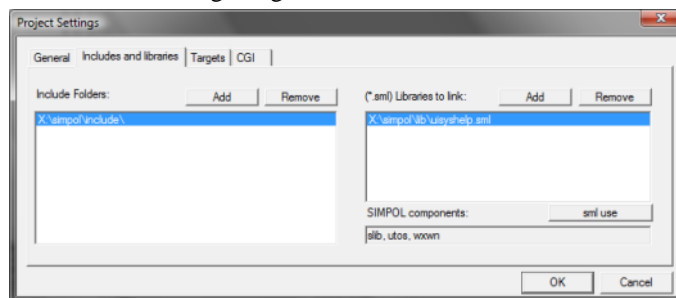 Project Settings
General Includes and libraries Targets CGI
Include Folders: Add Remove (*.sml) Libraries to link: Add Remove
X:\simpol\include\ X:\simpol\lib\uisyshelp.sml
SIMPOL components: sml use
slib, utos, wxwn
OK Cancel